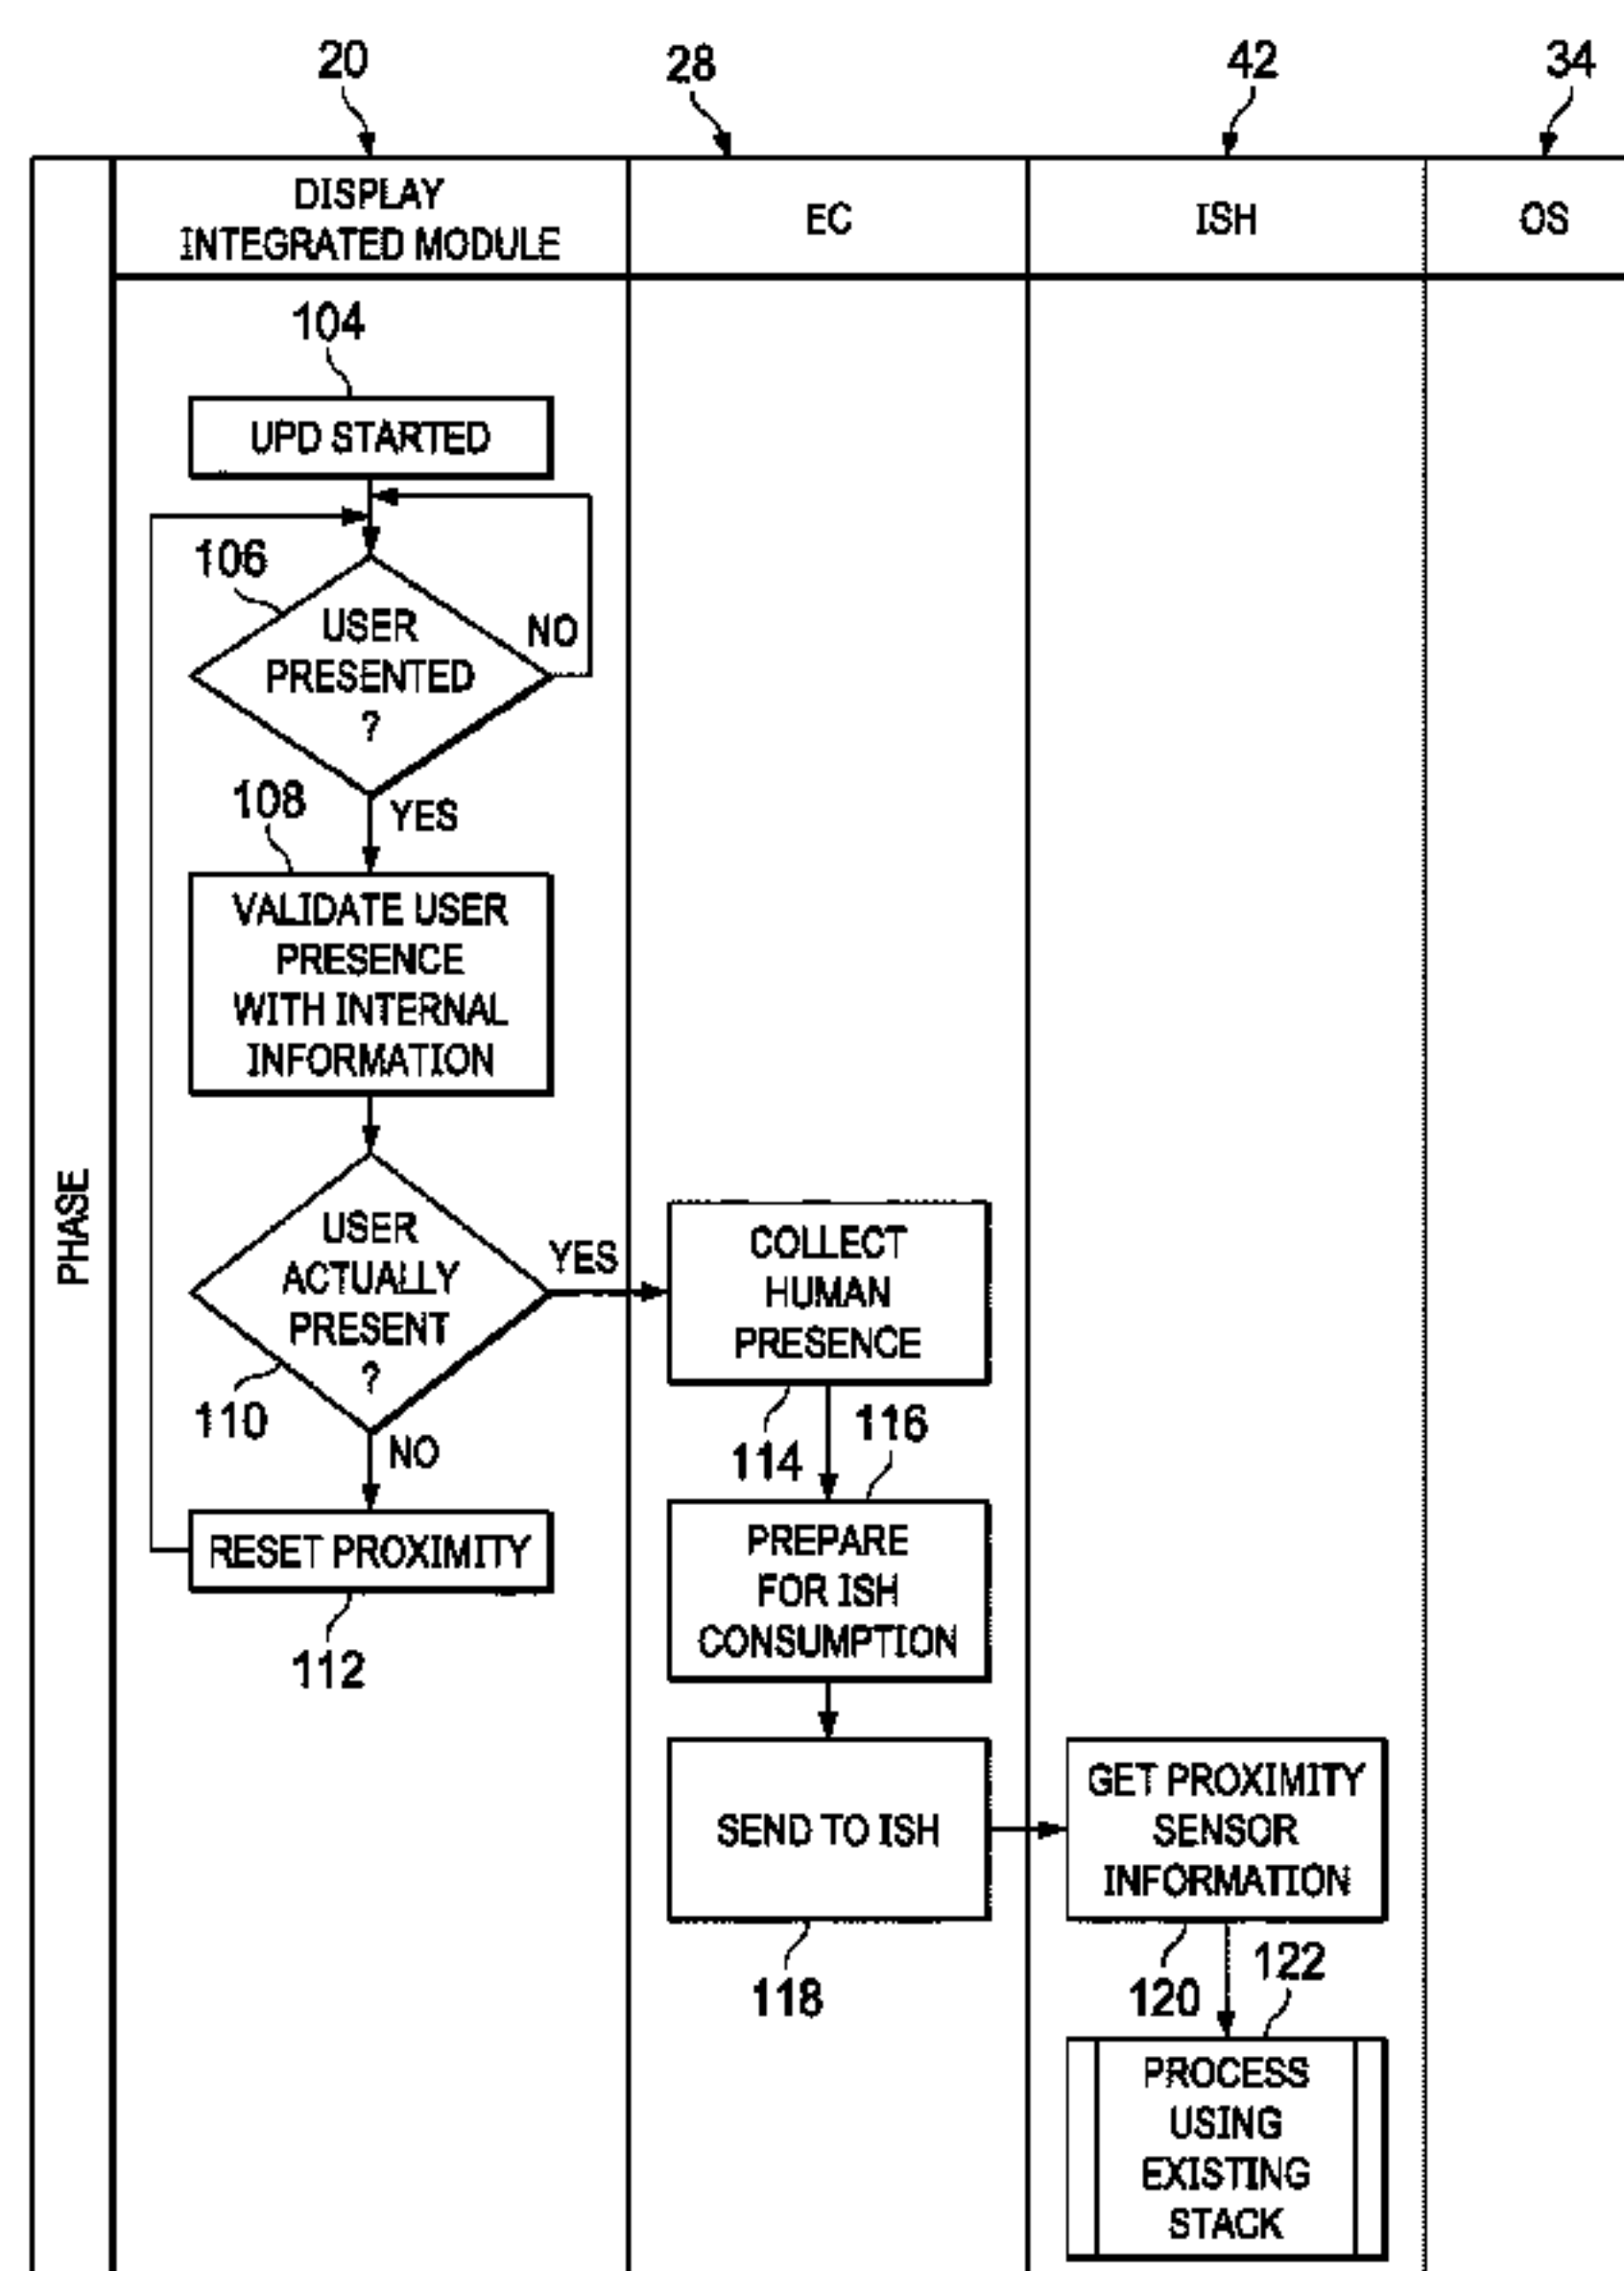 20
28
42
34
DISPLAY
INTEGRATED MODULE
EC
ISH
OS
PHASE
104
UPD STARTED
106
USER
PRESENTED
?
NO
YES
108
VALIDATE USER
PRESENCE
WITH INTERNAL
INFORMATION
USER
ACTUALLY
PRESENT
?
110
YES
NO
RESET PROXIMITY
112
COLLECT
HUMAN
PRESENCE
114
116
PREPARE
FOR ISH
CONSUMPTION
SEND TO ISH
118
GET PROXIMITY
SENSOR
INFORMATION
120
122
PROCESS
USING
EXISTING
STACK